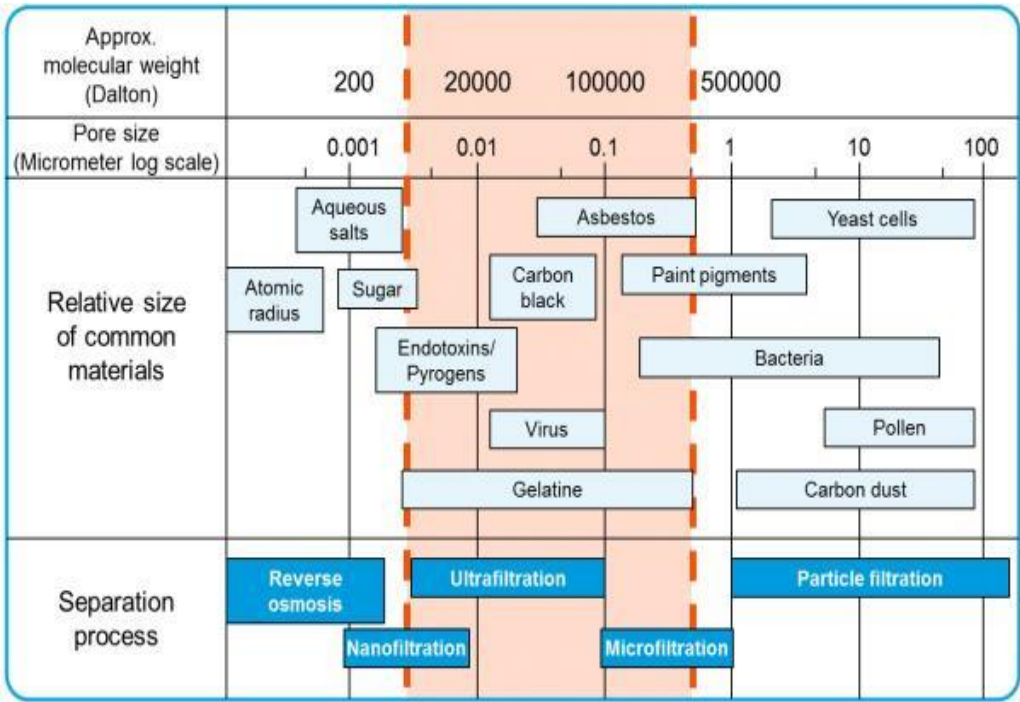 Approx.
molecular weight
(Dalton)
200 20000 100000 500000
Pore size
(Micrometer log scale)
0.001 0.01 0.1 1 10 100
Relative size
of common
materials
Aqueous
salts
Asbestos
Yeast cells
Atomic
radius
Sugar
Carbon
black
Paint pigments
Endotoxins/
Pyrogens
Bacteria
Virus
Pollen
Gelatine
Carbon dust
Separation
process
Reverse
osmosis
Ultrafiltration
Particle filtration
Nanofiltration
Microfiltration